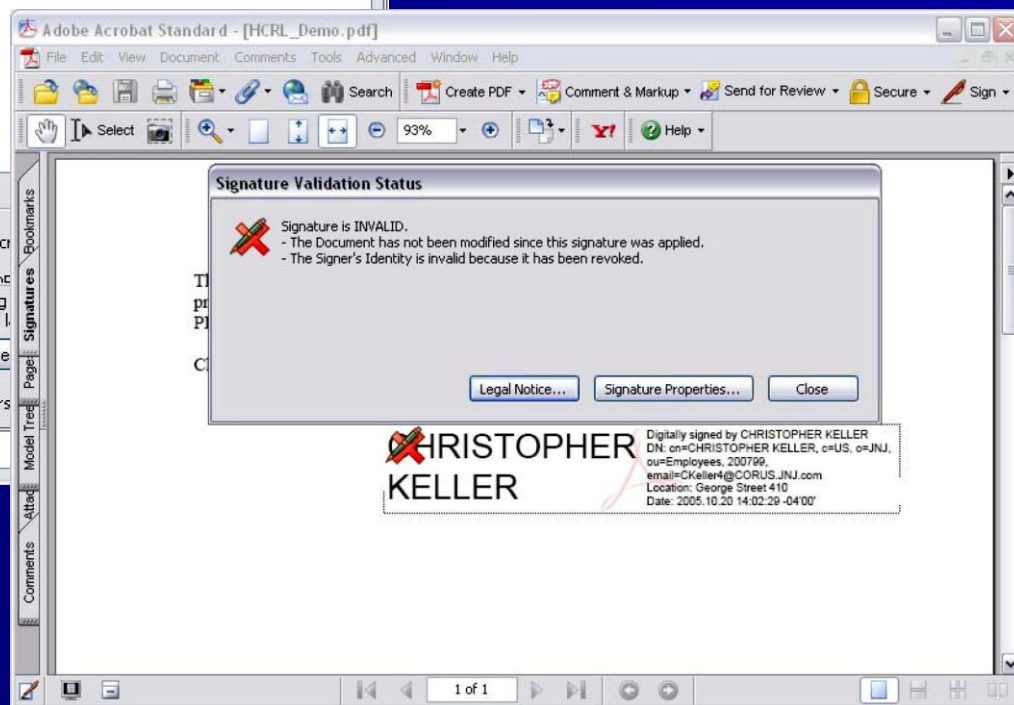 Adobe Acrobat Standard - [HCRL_Demo.pdf]
File Edit View Document Comments Tools Advanced Window Help
Search Create PDF Comment & Markup Send for Review Secure Sign
Select 93% Y! Help
Bookmarks
Signatures
Pages
Model Tree
Attac
Comments
Signature Validation Status
Signature is INVALID.
- The Document has not been modified since this signature was applied.
- The Signer's Identity is invalid because it has been revoked.
Legal Notice... Signature Properties... Close
CHRISTOPHER
KELLER
Digitally signed by CHRISTOPHER KELLER
DN: cn=CHRISTOPHER KELLER, c=US, o=JNJ,
ou=Employees, 200799,
email=CKeller4@CORUS.JNJ.com
Location: George Street 410
Date: 2005.10.20 14:02:29 -04'00'
1 of 1